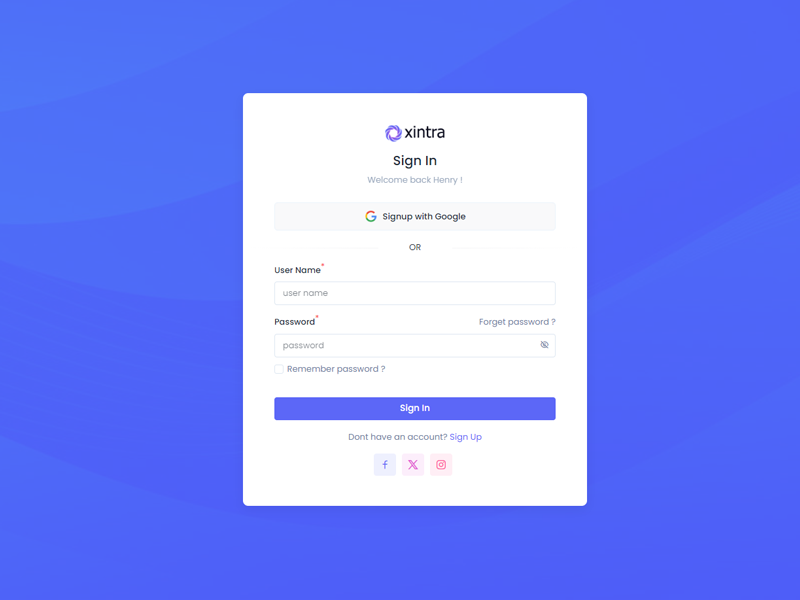 xintra
Sign In
Welcome back Henry !
Signup with Google
OR
User Name*
user name
Password*
Forget password ?
password
Remember password ?
Sign In
Dont have an account? Sign Up